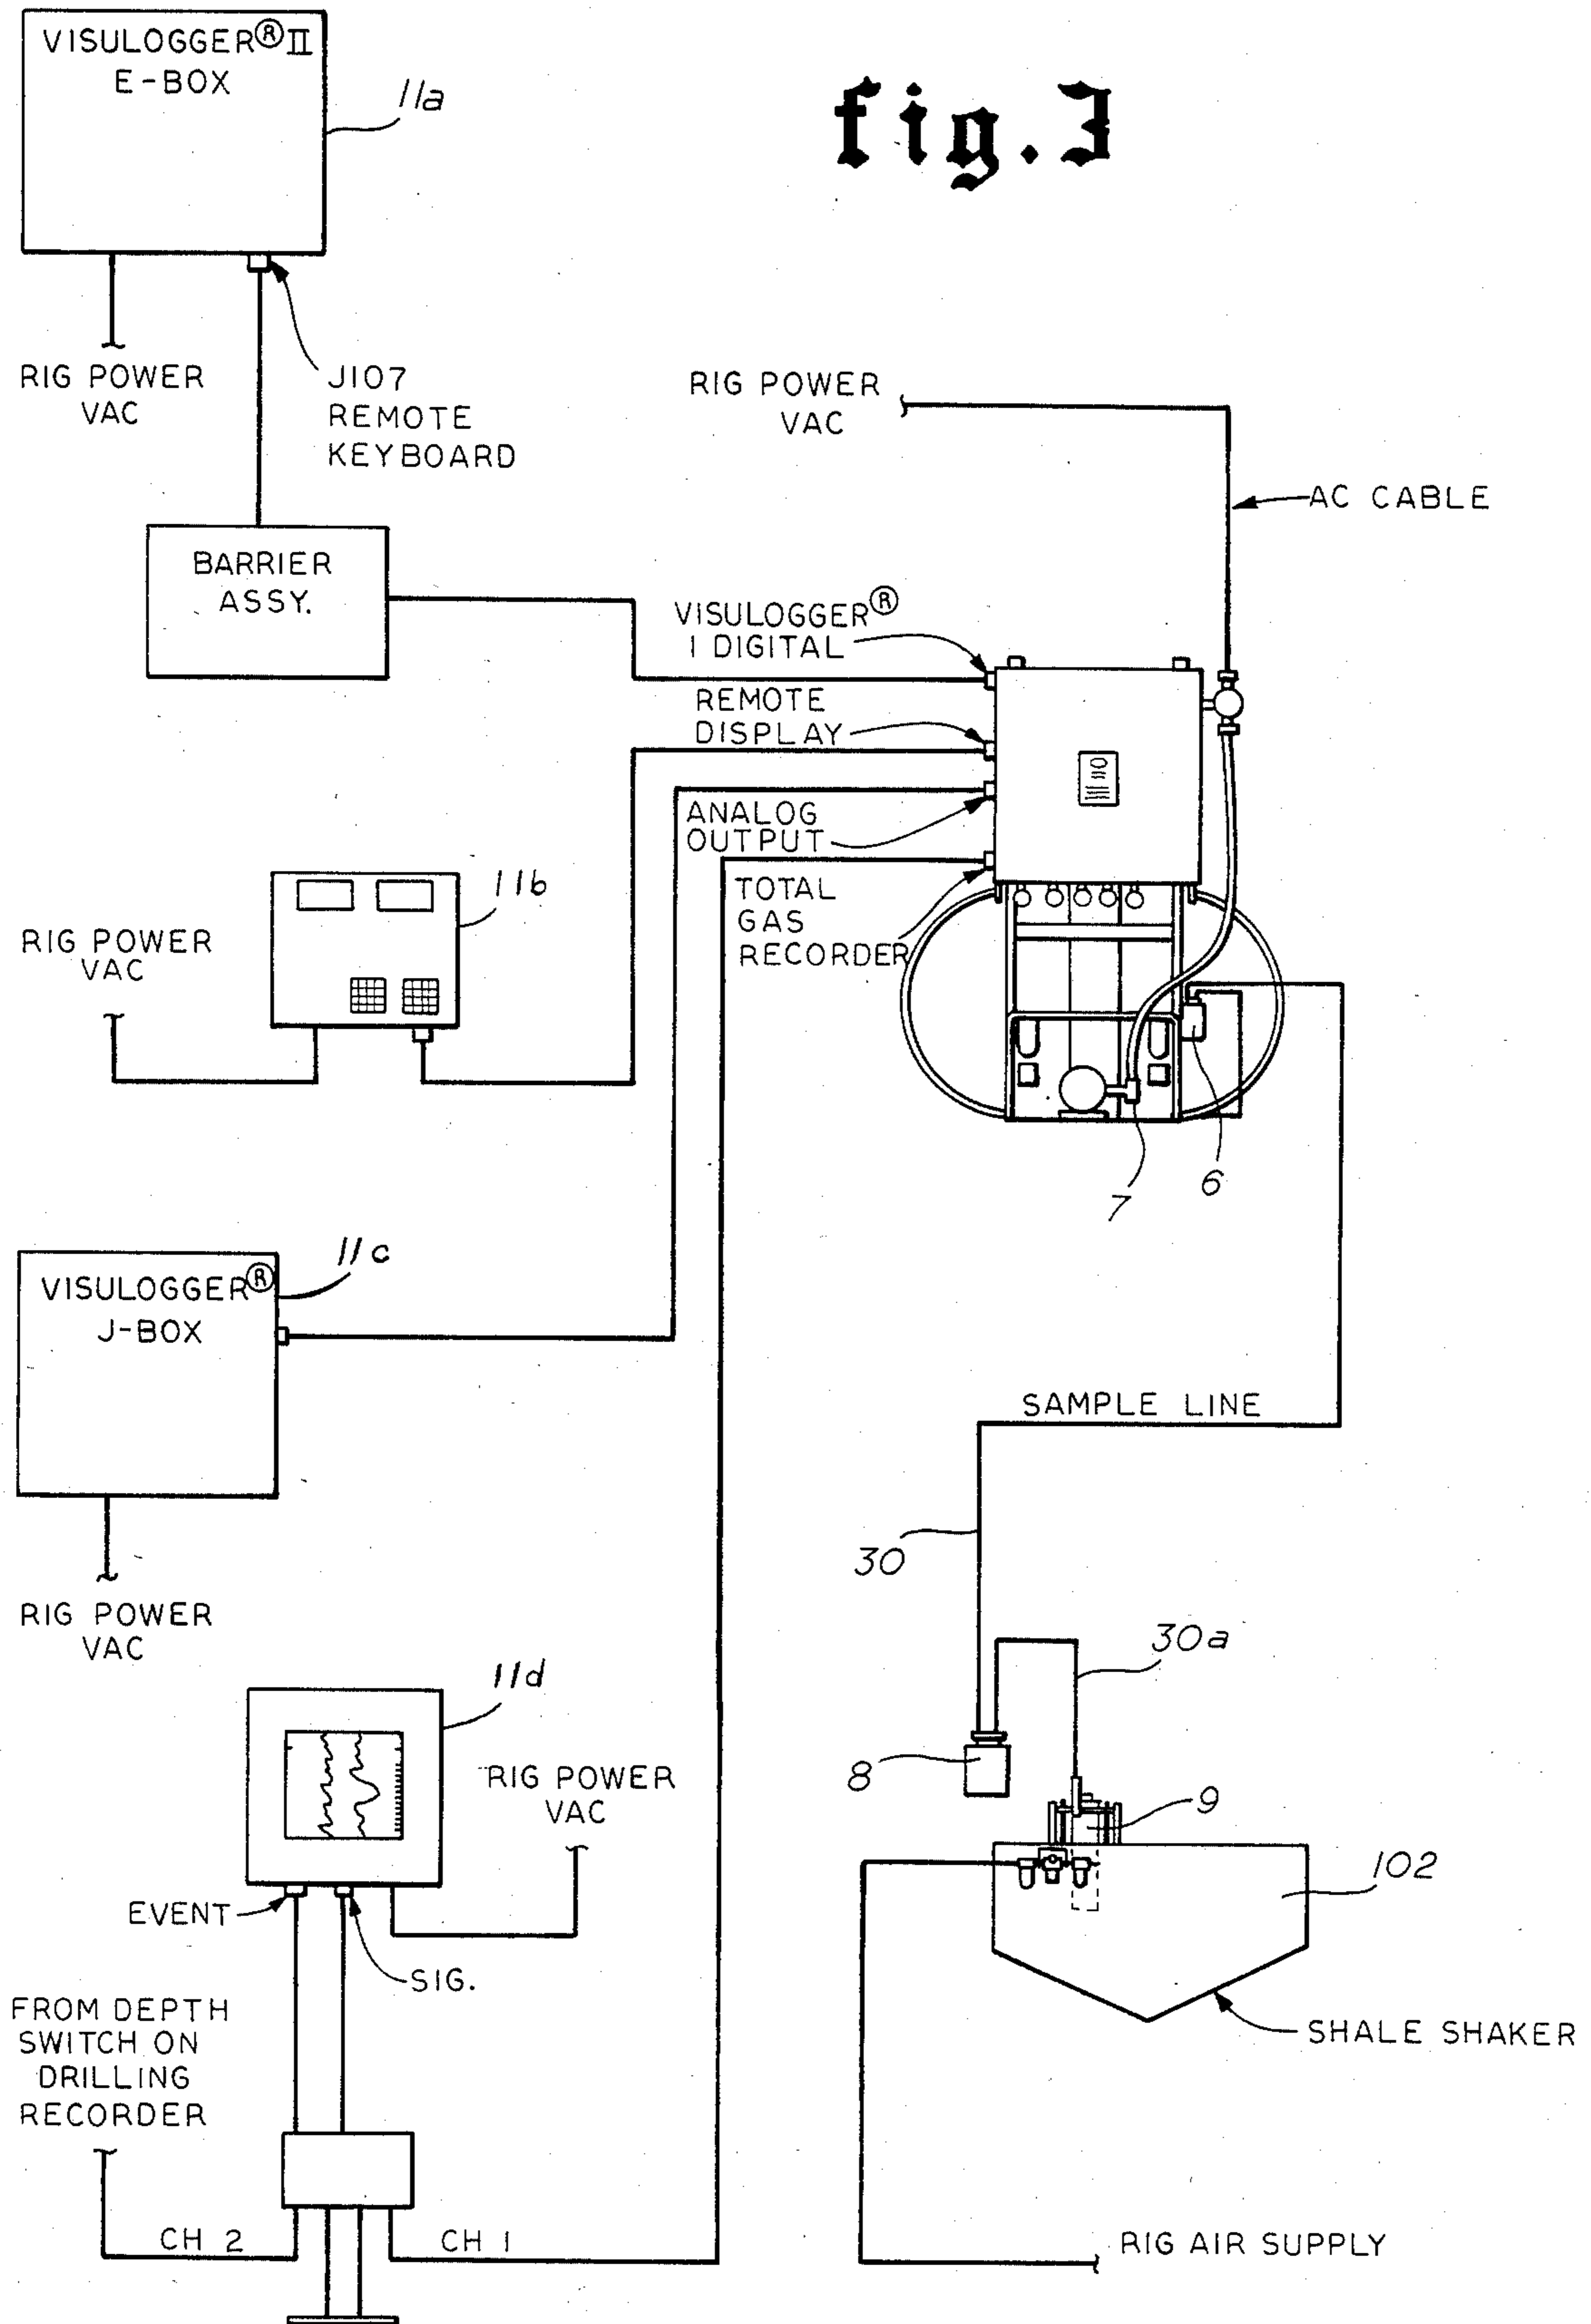 VISULOGGER® II
E-BOX
11a
fig.3
RIG POWER
VAC
J107
REMOTE
KEYBOARD
RIG POWER
VAC
AC CABLE
BARRIER
ASSY.
VISULOGGER®
I DIGITAL
REMOTE
DISPLAY
ANALOG
OUTPUT
TOTAL
GAS
RECORDER
11b
RIG POWER
VAC
6
7
11c
VISULOGGER®
J-BOX
SAMPLE LINE
30
RIG POWER
VAC
30a
11d
8
RIG POWER
VAC
9
102
EVENT
SIG.
FROM DEPTH
SWITCH ON
DRILLING
RECORDER
SHALE SHAKER
CH 2
CH 1
RIG AIR SUPPLY